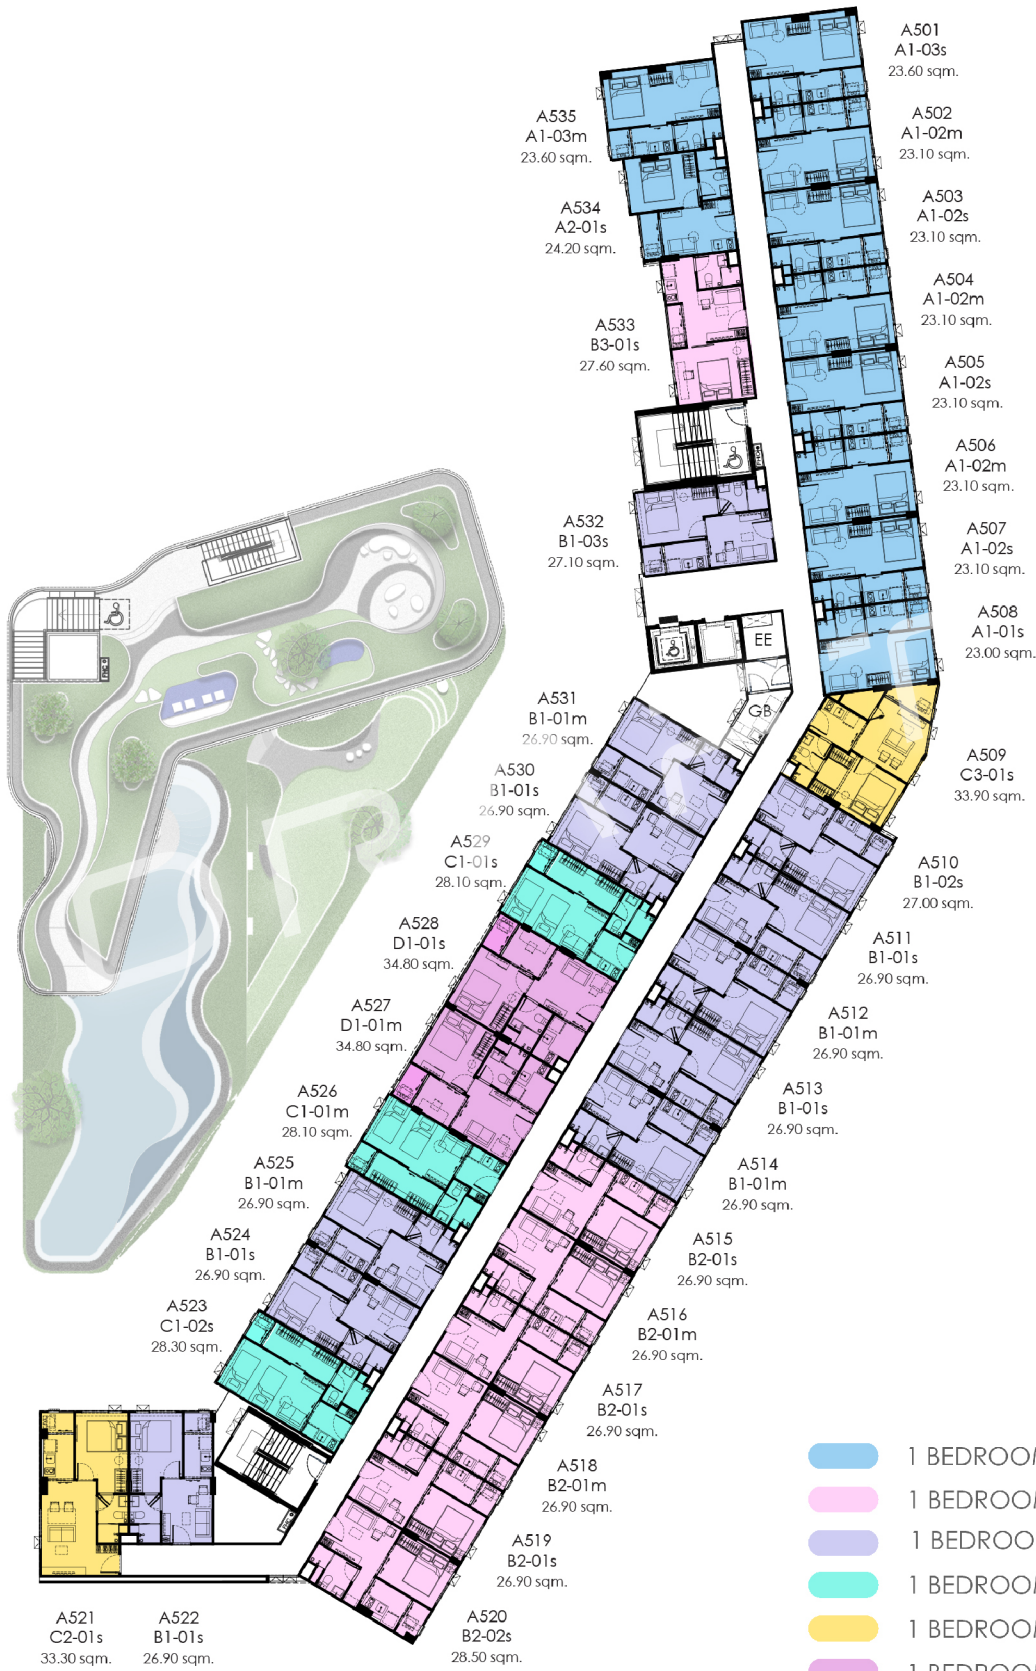 A501
A1-03s
23.60 sqm.
A535
A1-03m
23.60 sqm.
A502
A1-02m
23.10 sqm.
A534
A2-01s
24.20 sqm.
A503
A1-02s
23.10 sqm.
A504
A1-02m
23.10 sqm.
A533
B3-01s
27.60 sqm.
A505
A1-02s
23.10 sqm.
A506
A1-02m
23.10 sqm.
A532
B1-03s
27.10 sqm.
A507
A1-02s
23.10 sqm.
A508
A1-01s
23.00 sqm.
FHC
EE
FHC
GB
A531
B1-01m
26.90 sqm.
A509
C3-01s
33.90 sqm.
A530
B1-01s
26.90 sqm.
A529
C1-01s
28.10 sqm.
A510
B1-02s
27.00 sqm.
A528
D1-01s
34.80 sqm.
A511
B1-01s
26.90 sqm.
A527
D1-01m
34.80 sqm.
A512
B1-01m
26.90 sqm.
A526
C1-01m
28.10 sqm.
A513
B1-01s
26.90 sqm.
A525
B1-01m
26.90 sqm.
A514
B1-01m
26.90 sqm.
A524
B1-01s
26.90 sqm.
A515
B2-01s
26.90 sqm.
A523
C1-02s
28.30 sqm.
A516
B2-01m
26.90 sqm.
A517
B2-01s
26.90 sqm.
A518
B2-01m
26.90 sqm.
FHC
A519
B2-01s
26.90 sqm.
A520
B2-02s
28.50 sqm.
A521
C2-01s
33.30 sqm.
A522
B1-01s
26.90 sqm.
1 BEDROOM
1 BEDROOM
1 BEDROO
1 BEDROOM
1 BEDROOM
1 BEDROOM